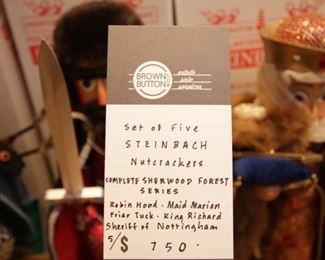 BROWN
BUTTON
estate
sale
services
Set of Five
STEINBACH
Nutcrackers
COMPLETE SHERWOOD FOREST
SERIES
Robin Hood · Maid Marion
Friar Tuck · King Richard
Sheriff of Nottingham
5/$ 750-